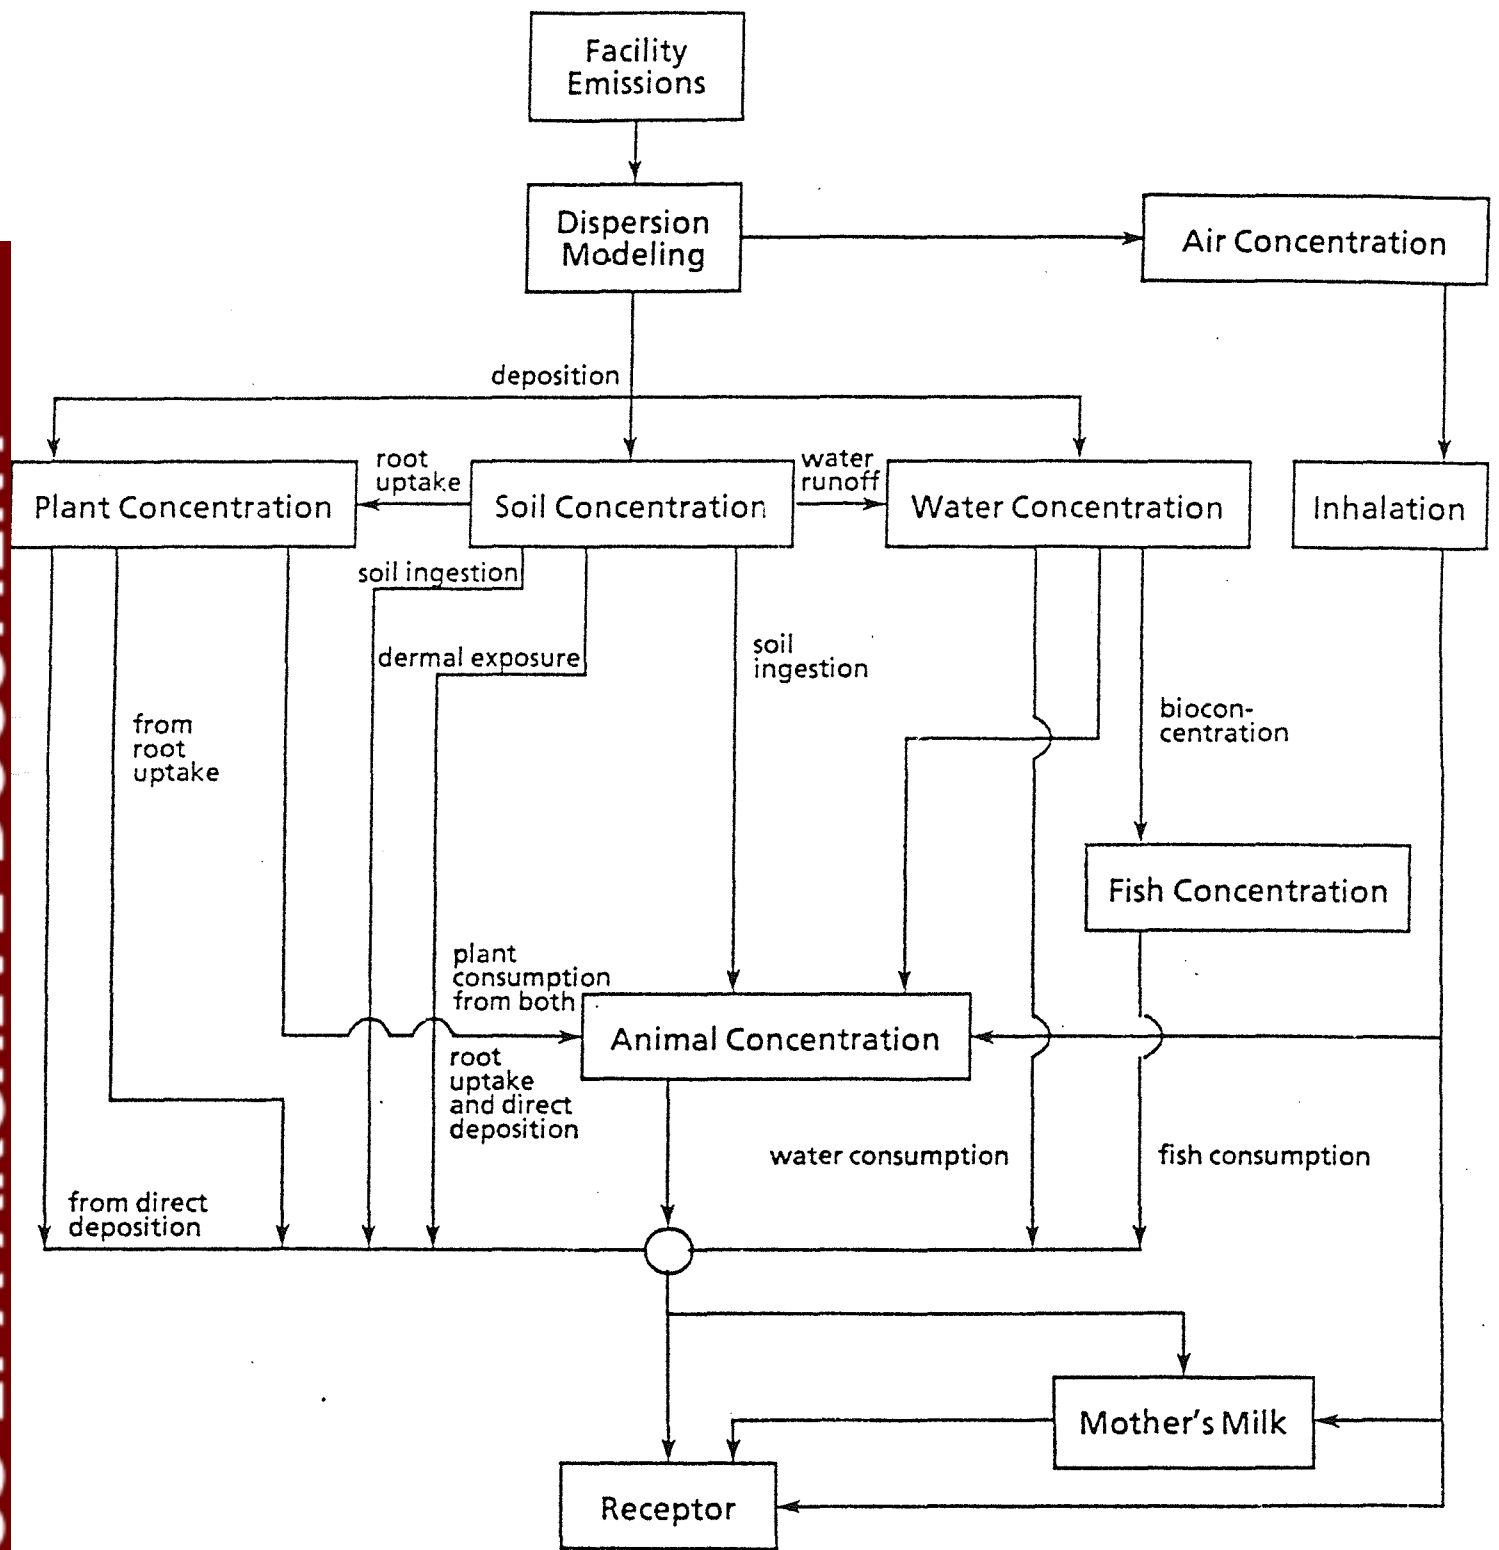 Facility
Emissions
Dispersion
Modeling
Air Concentration
deposition
root
uptake
water
runoff
Plant Concentration
Soil Concentration
Water Concentration
Inhalation
soil ingestion
dermal exposure
soil
ingestion
from
root
uptake
biocon-
centration
Fish Concentration
plant
consumption
from both
Animal Concentration
root
uptake
and direct
deposition
water consumption
fish consumption
from direct
deposition
Mother's Milk
Receptor